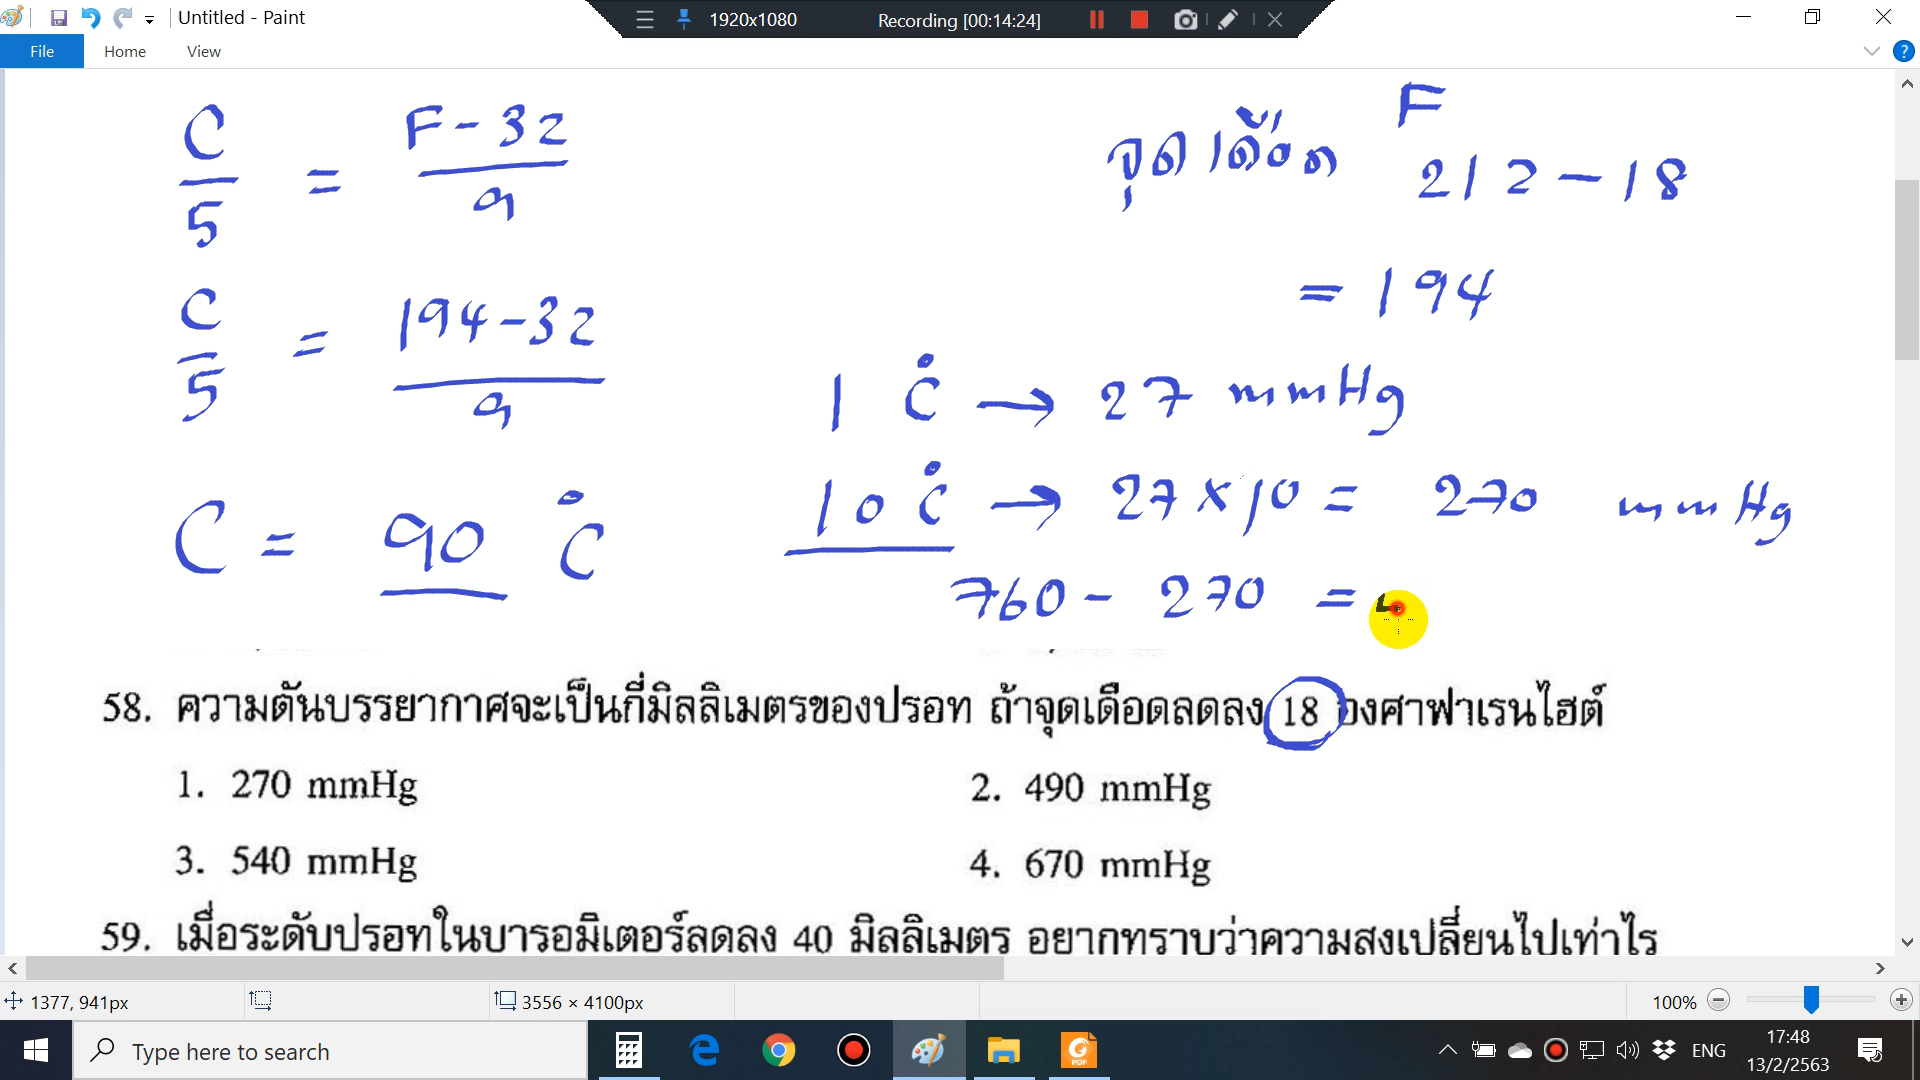 Untitled - Paint
1920x1080
Recording [00:14:24]
File Home View
C/5 = F - 32/9
จุดเดือด F 212 - 18
= 194
C/5 = 194 - 32/9
1 °C → 27 mmHg
10 °C → 27 × 10 = 270 mmHg
C = 90 °C
760 - 270 =
58. ความดันบรรยากาศจะเป็นกี่มิลลิเมตรของปรอท ถ้าจุดเดือดลดลง 18 องศาฟาเรนไฮต์
1. 270 mmHg
2. 490 mmHg
3. 540 mmHg
4. 670 mmHg
59. เมื่อระดับปรอทในบารอมิเตอร์ลดลง 40 มิลลิเมตร อยากทราบว่าความสูงเปลี่ยนไปเท่าไร
1377, 941px
3556 × 4100px
100%
Type here to search
ENG
17:48
13/2/2563